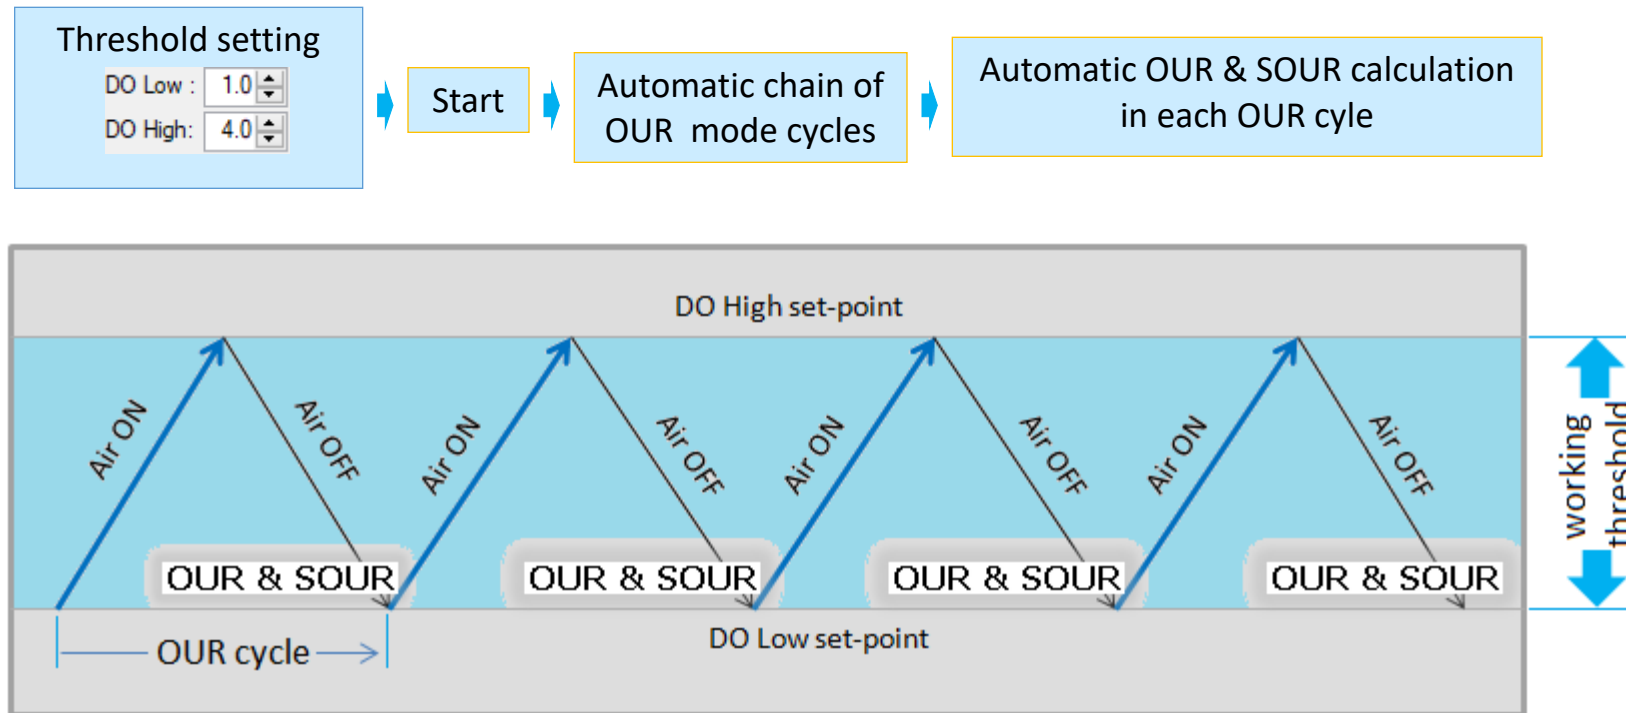 Threshold setting
DO Low : 1.0
DO High: 4.0
Start
Automatic chain of
OUR mode cycles
Automatic OUR & SOUR calculation
in each OUR cyle
DO High set-point
Air ON
Air OFF
Air ON
Air OFF
Air ON
Air OFF
Air ON
Air OFF
working
threshold
OUR & SOUR
OUR & SOUR
OUR & SOUR
OUR & SOUR
DO Low set-point
OUR cycle